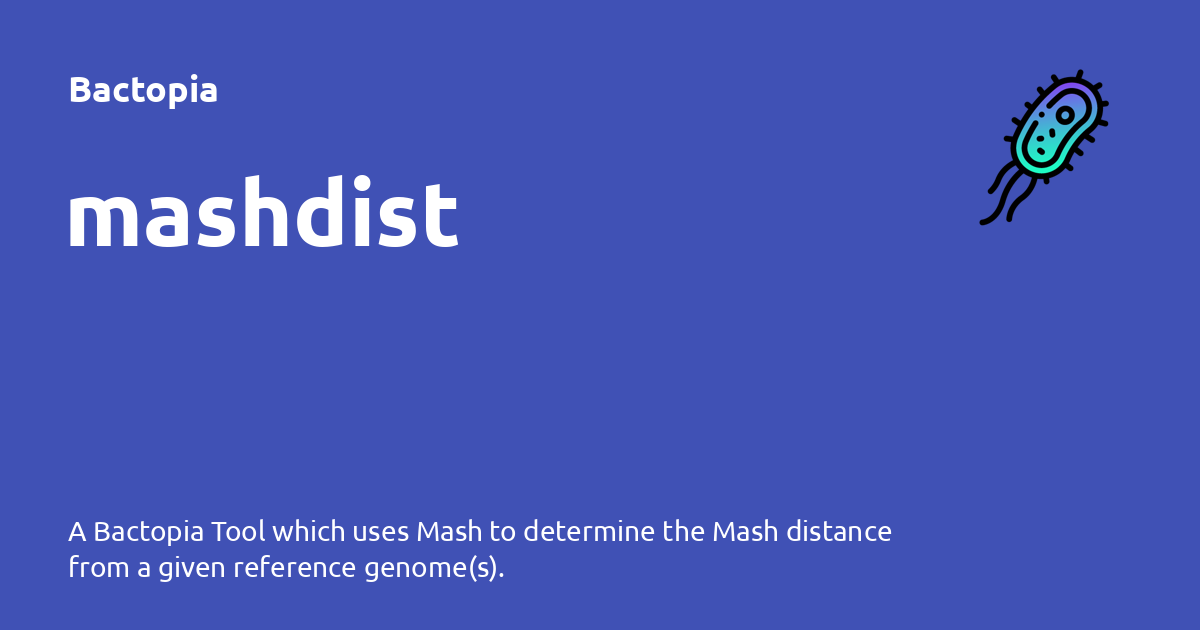 Bactopia
mashdist
A Bactopia Tool which uses Mash to determine the Mash distance
from a given reference genome(s).